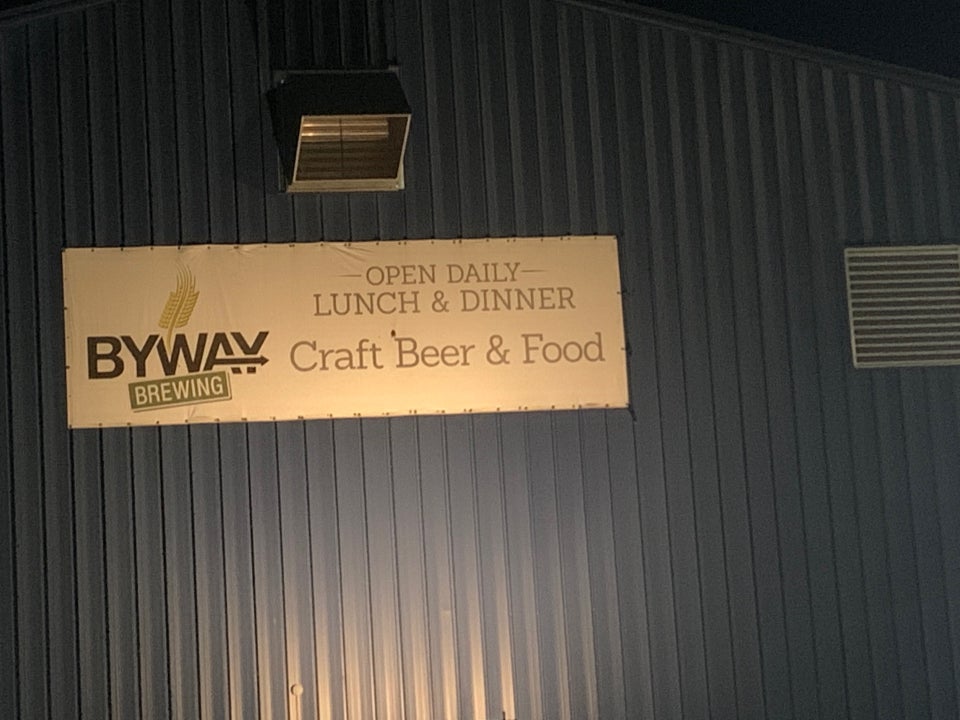 BYWAY
BREWING
OPEN DAILY
LUNCH & DINNER
Craft Beer & Food